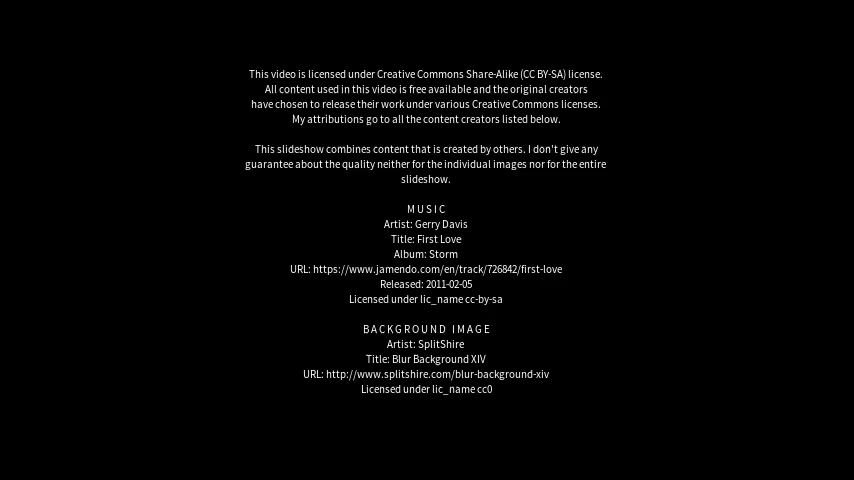 This video is licensed under Creative Commons Share-Alike (CC BY-SA) license.
All content used in this video is free available and the original creators
have chosen to release their work under various Creative Commons licenses.
My attributions go to all the content creators listed below.
This slideshow combines content that is created by others. I don't give any
guarantee about the quality neither for the individual images nor for the entire
slideshow.
MUSIC
Artist: Gerry Davis
Title: First Love
Album: Storm
URL: https://www.jamendo.com/en/track/726842/first-love
Released: 2011-02-05
Licensed under lic_name cc-by-sa
BACKGROUND IMAGE
Artist: SplitShire
Title: Blur Background XIV
URL: http://www.splitshire.com/blur-background-xiv
Licensed under lic_name cc0